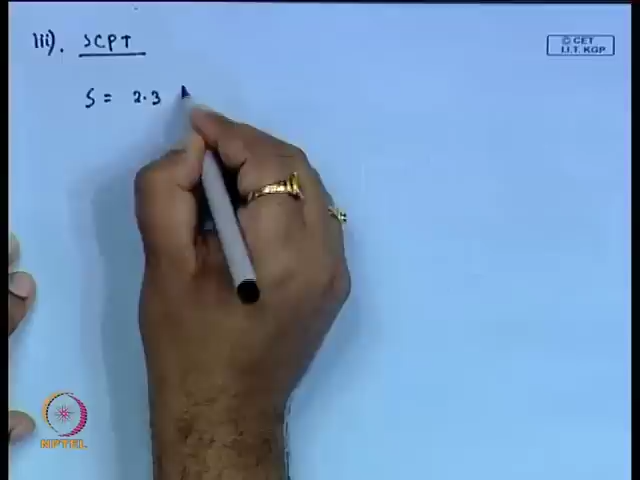 iii). SCPT
© CET
I.I.T. KGP
S = 2.3
NPTEL